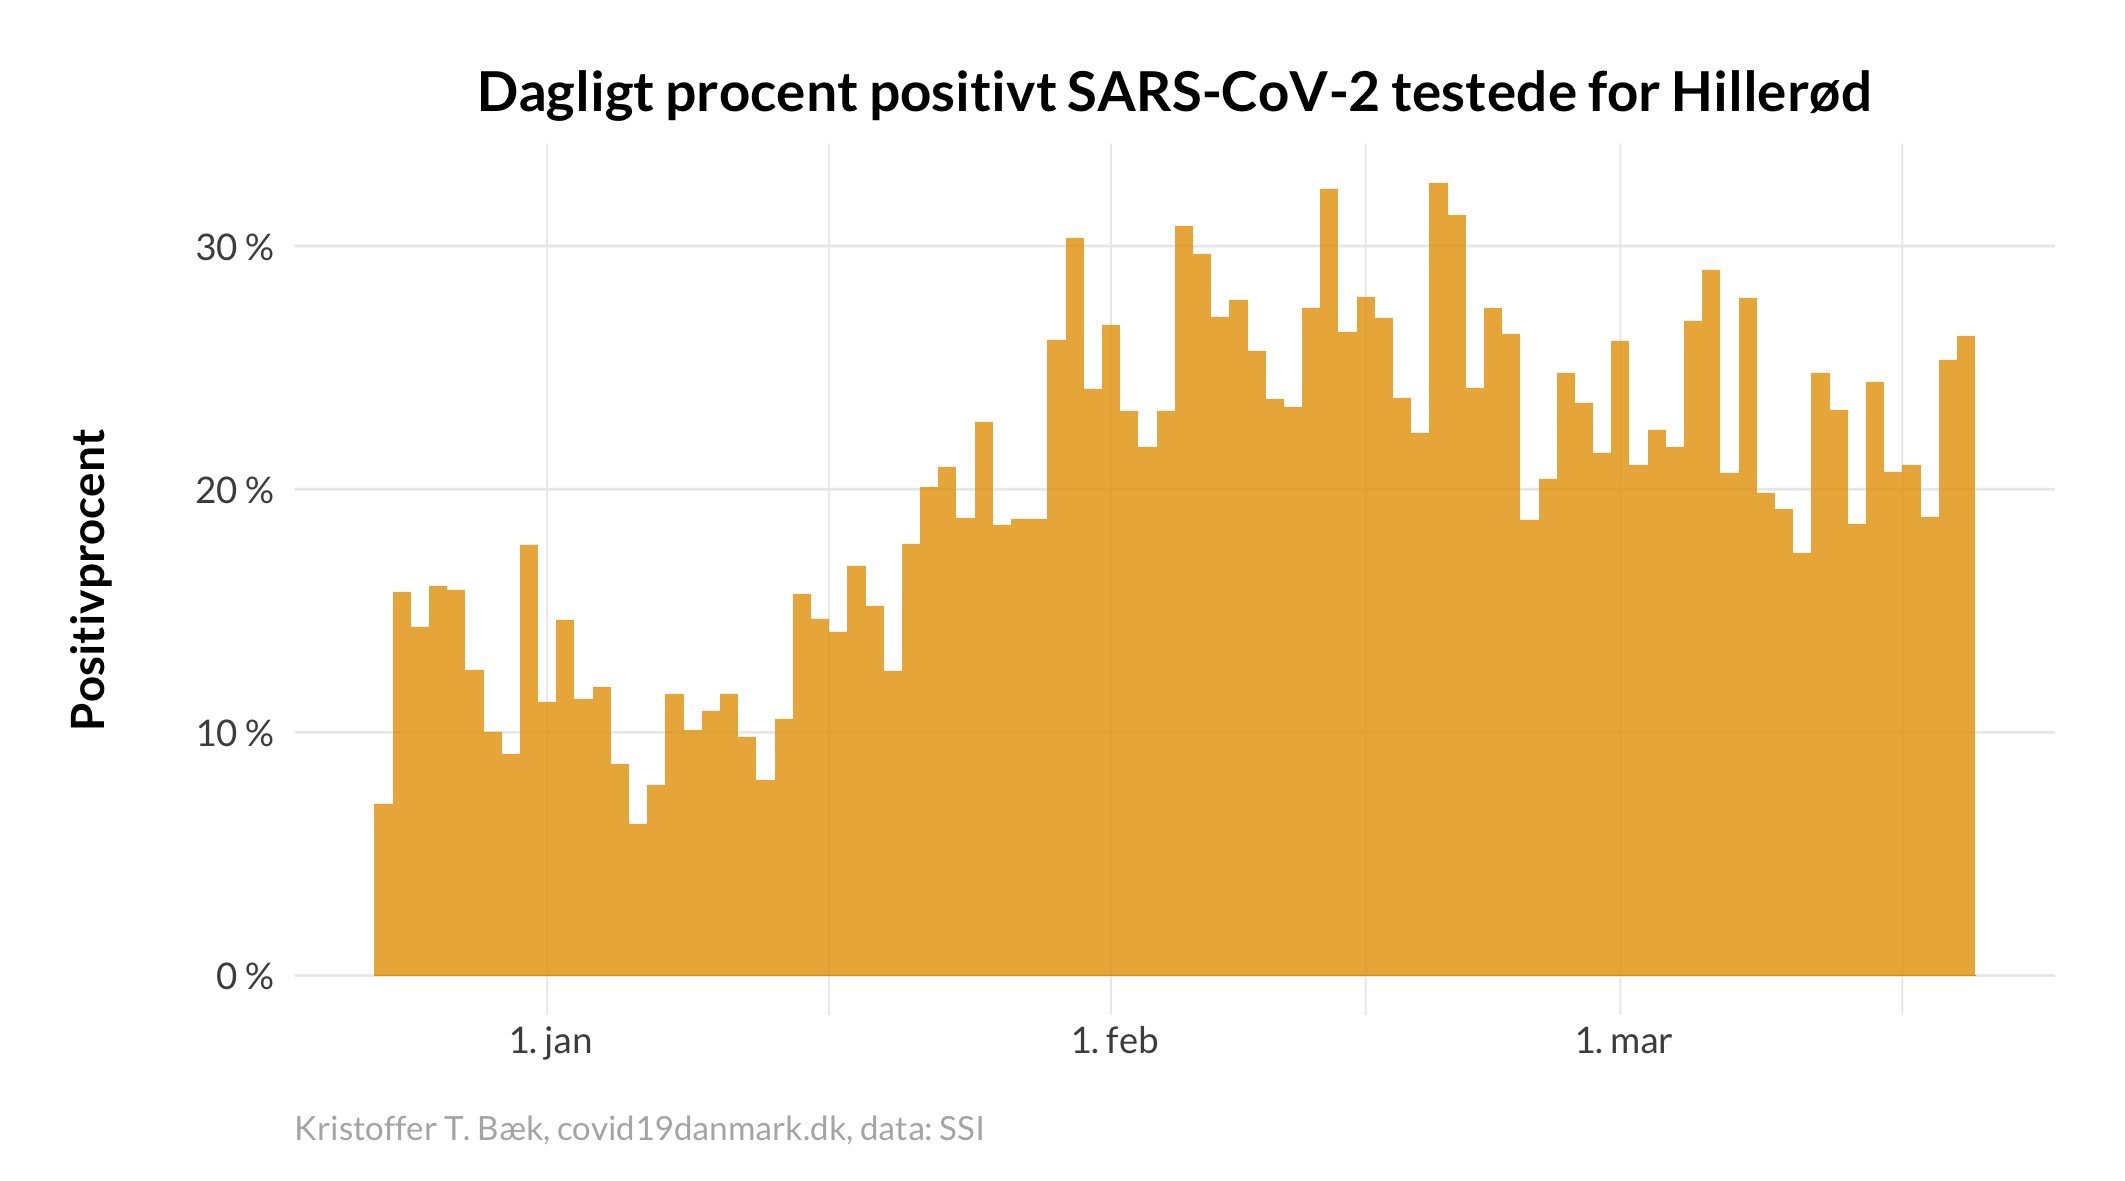 Dagligt procent positivt SARS-CoV-2 testede for Hillerød
Positivprocent
30 %
20 %
10 %
0 %
1. jan
1. feb
1. mar
Kristoffer T. Bæk, covid19danmark.dk, data: SSI